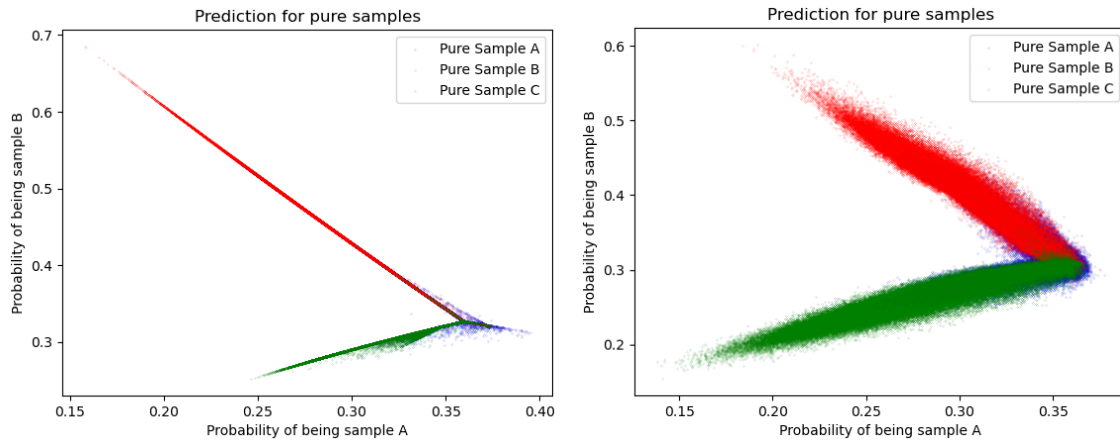 Prediction for pure samples
Probability of being sample B
0.7
0.6
0.5
0.4
0.3
Pure Sample A
Pure Sample B
Pure Sample C
0.15 0.20 0.25 0.30 0.35 0.40
Probability of being sample A
Prediction for pure samples
Probability of being sample B
0.6
0.5
0.4
0.3
0.2
Pure Sample A
Pure Sample B
Pure Sample C
0.15 0.20 0.25 0.30 0.35
Probability of being sample A